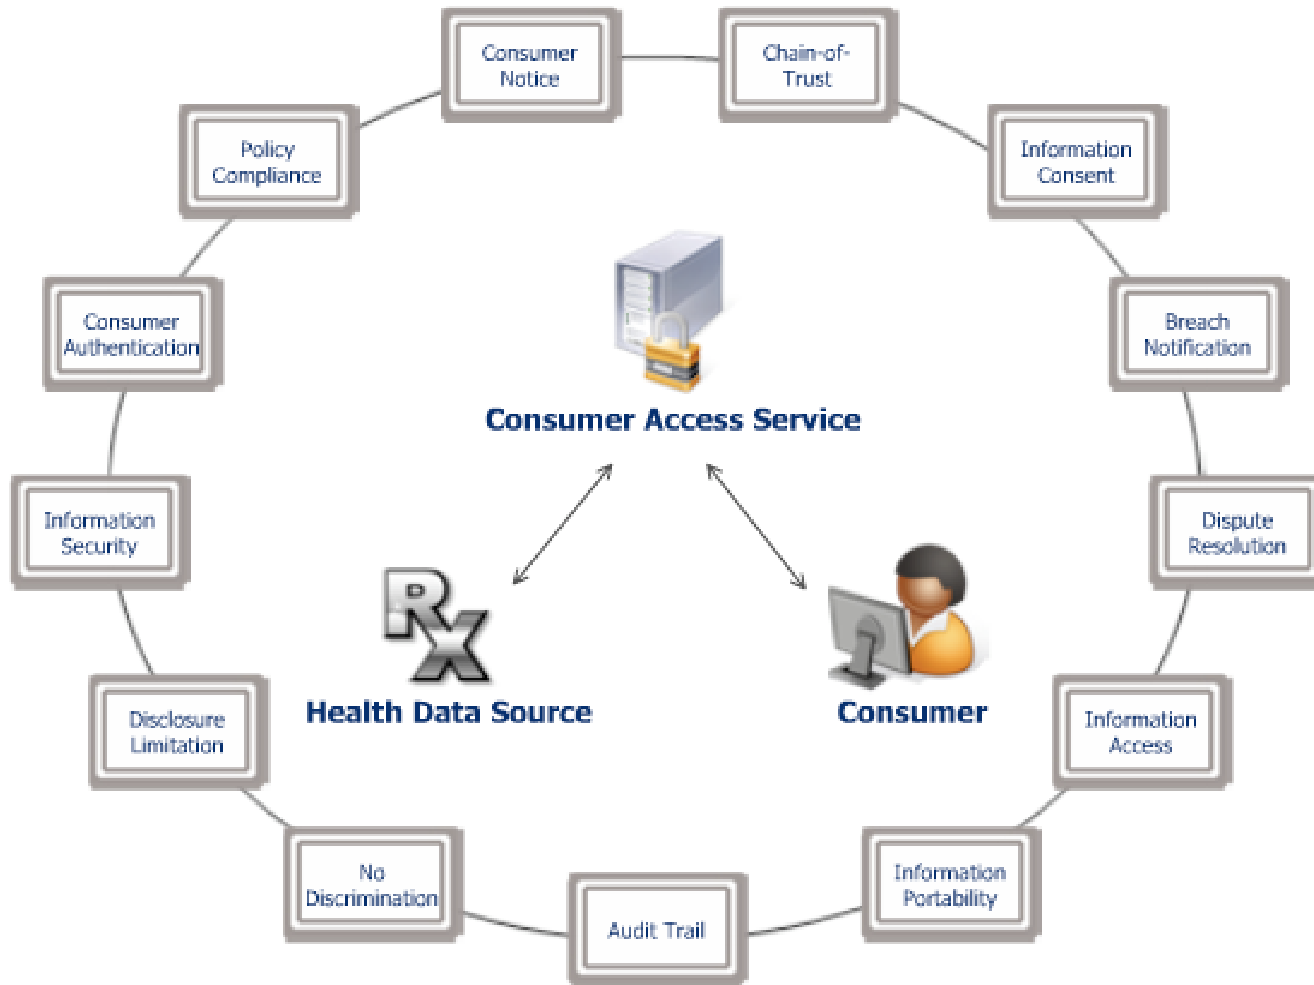 Consumer
Notice
Chain-of-
Trust
Policy
Compliance
Information
Consent
Consumer
Authentication
Breach
Notification
Consumer Access Service
Information
Security
Dispute
Resolution
RX
Health Data Source
Consumer
Disclosure
Limitation
Information
Access
No
Discrimination
Information
Portability
Audit Trail